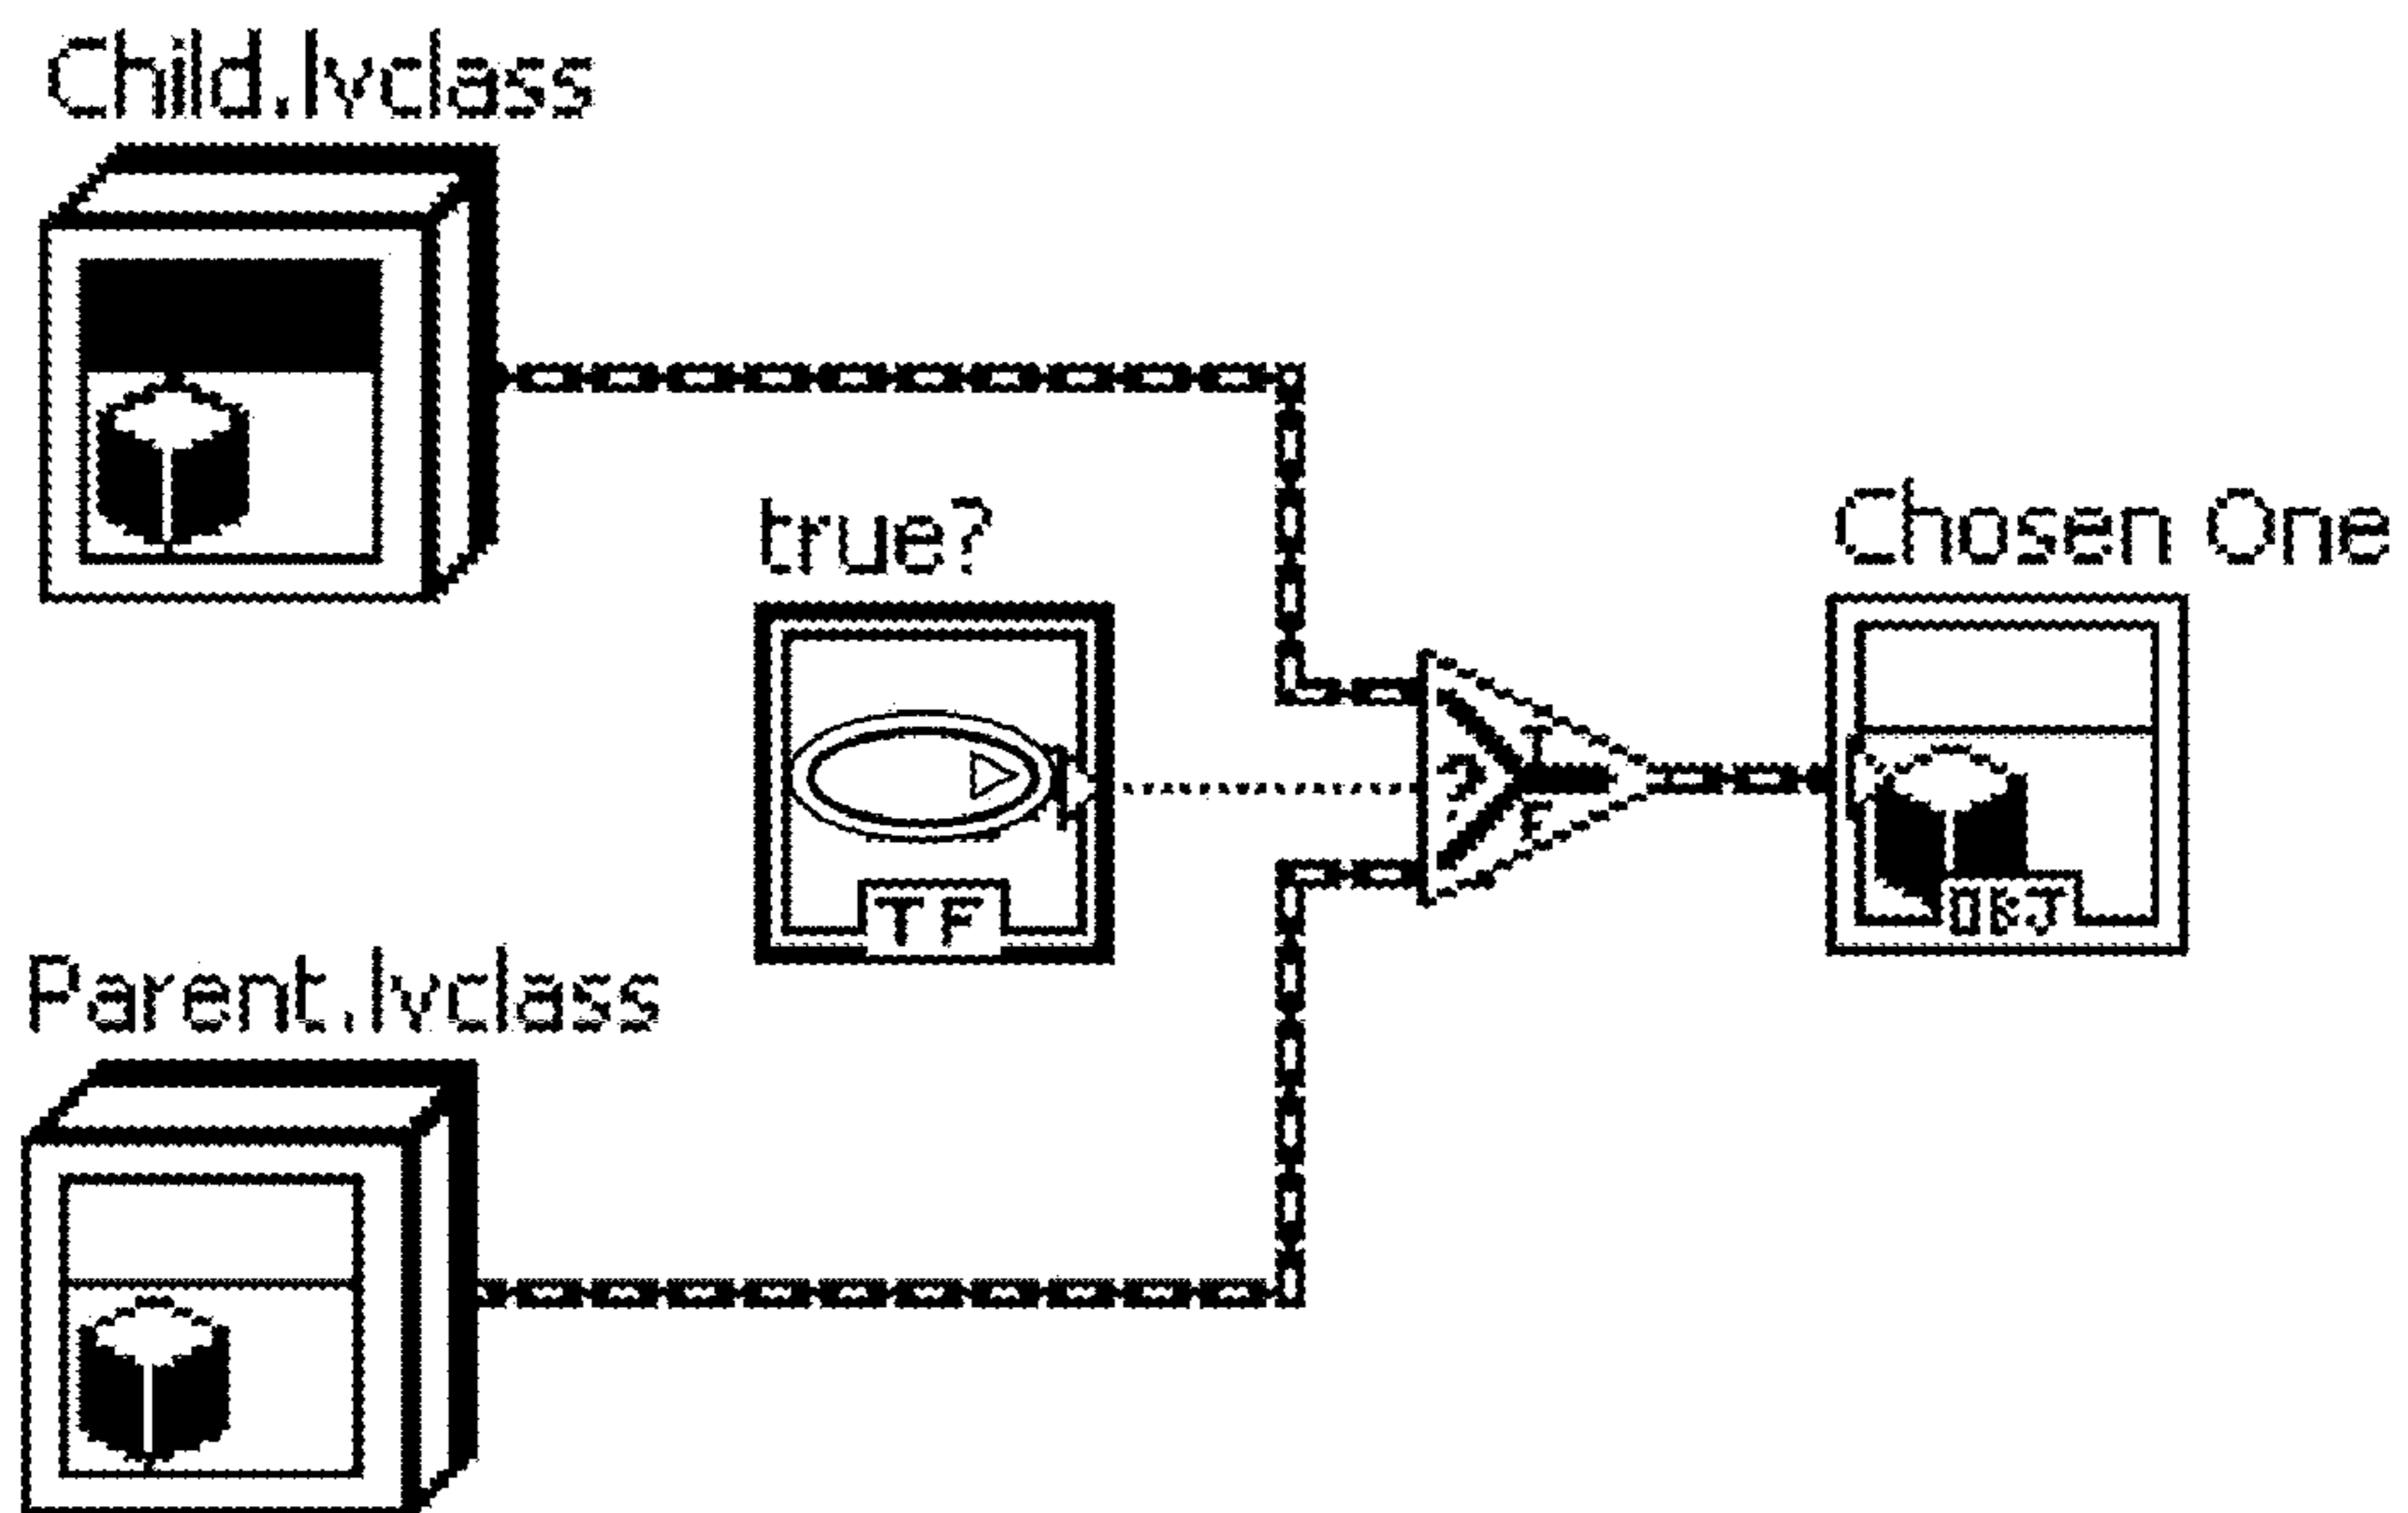 Child.lvclass
true?
Chosen One
T
?
F
TF
OBJ
Parent.lvclass